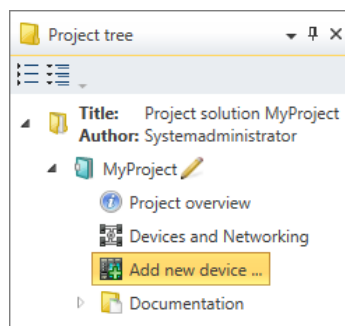 Project tree
Title: Project solution MyProject
Author: Systemadministrator
MyProject
Project overview
Devices and Networking
Add new device ...
Documentation